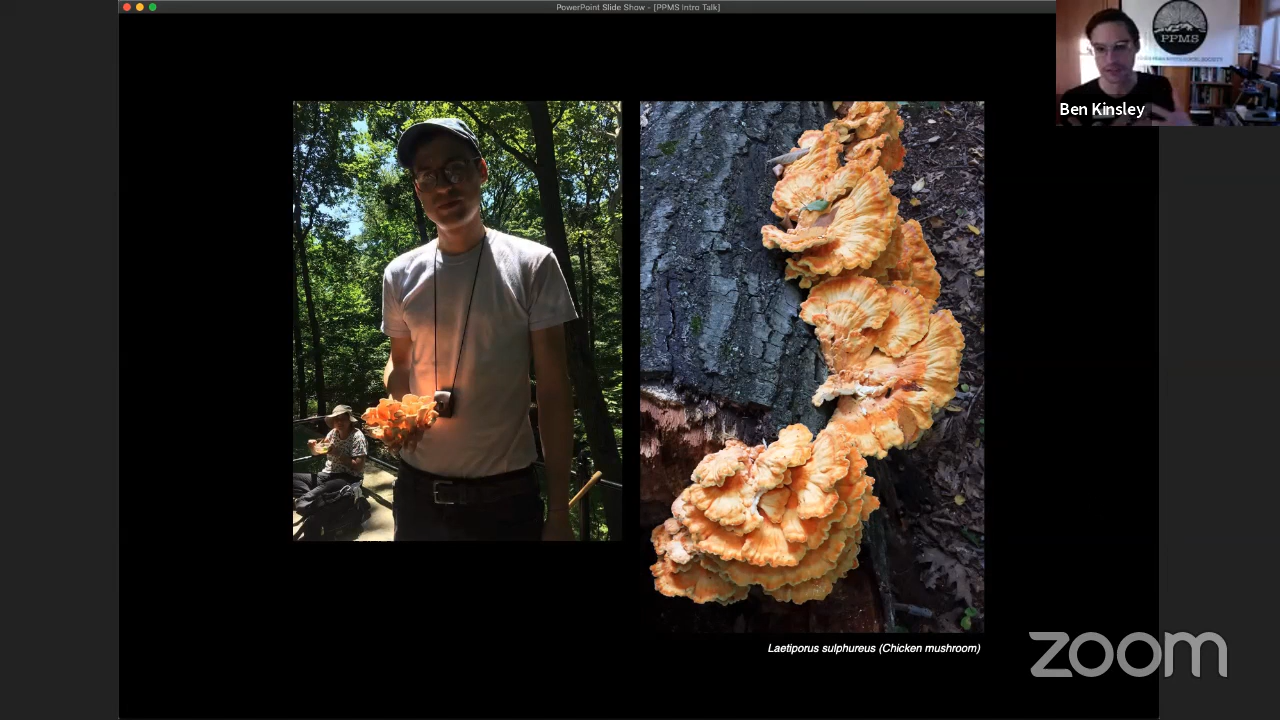 PowerPoint Slide Show - [PPMS Intro Talk]
PPMS
Ben Kinsley
Laetiporus sulphureus (Chicken mushroom)
zoom